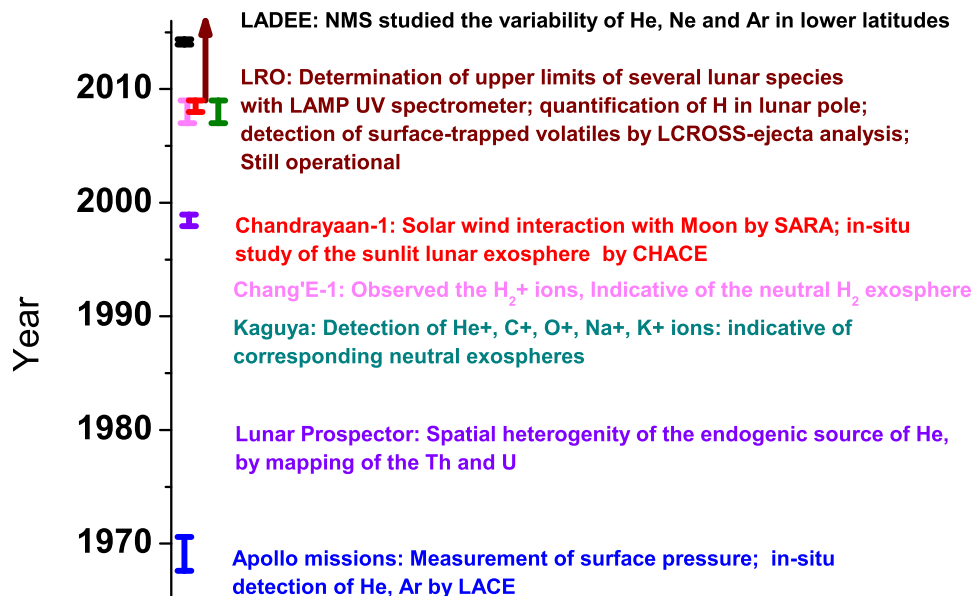 LADEE: NMS studied the variability of He, Ne and Ar in lower latitudes
2010
LRO: Determination of upper limits of several lunar species
with LAMP UV spectrometer; quantification of H in lunar pole;
detection of surface-trapped volatiles by LCROSS-ejecta analysis;
Still operational
2000
Chandrayaan-1: Solar wind interaction with Moon by SARA; in-situ
study of the sunlit lunar exosphere by CHACE
Chang'E-1: Observed the H2+ ions, Indicative of the neutral H2 exosphere
1990
Kaguya: Detection of He+, C+, O+, Na+, K+ ions: indicative of
corresponding neutral exospheres
Year
1980
Lunar Prospector: Spatial heterogenity of the endogenic source of He,
by mapping of the Th and U
1970
Apollo missions: Measurement of surface pressure; in-situ
detection of He, Ar by LACE